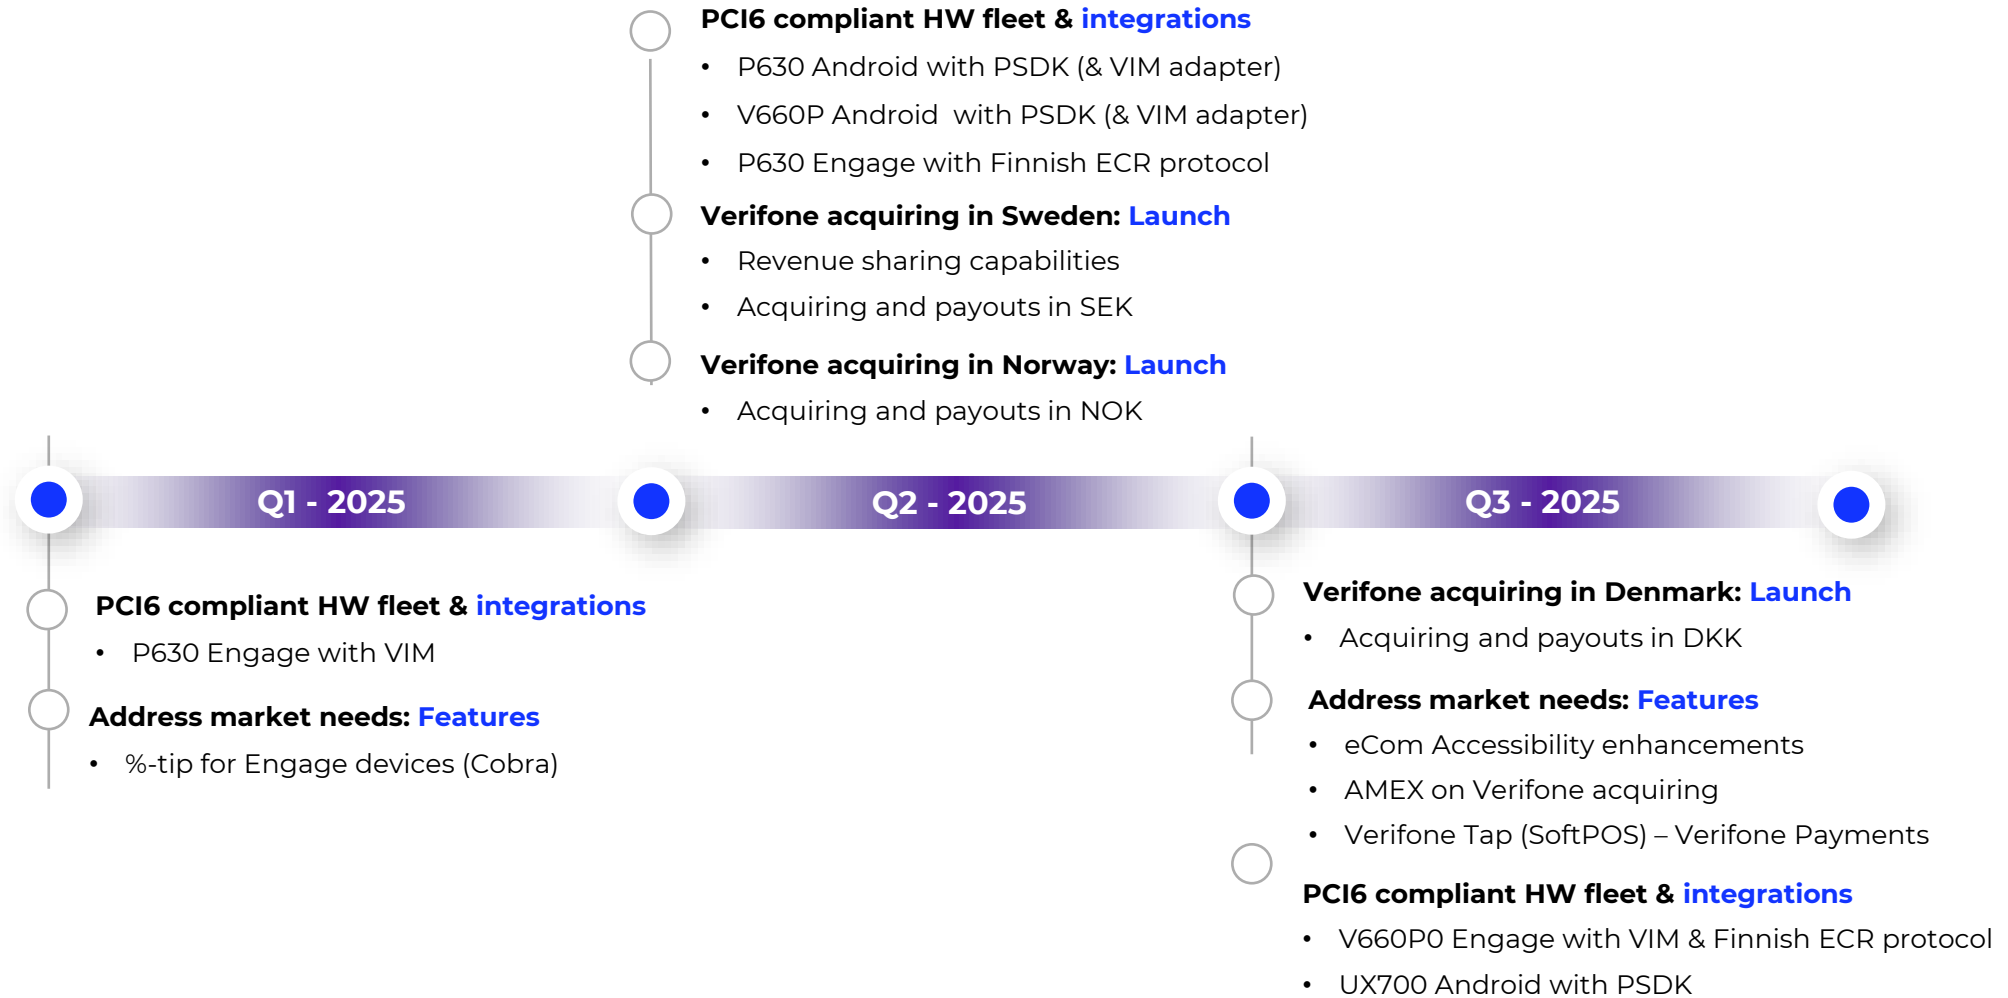 PCI6 compliant HW fleet & integrations
• P630 Android with PSDK (& VIM adapter)
• V660P Android with PSDK (& VIM adapter)
• P630 Engage with Finnish ECR protocol
Verifone acquiring in Sweden: Launch
• Revenue sharing capabilities
• Acquiring and payouts in SEK
Verifone acquiring in Norway: Launch
• Acquiring and payouts in NOK
Q1 - 2025
Q2 - 2025
Q3 - 2025
PCI6 compliant HW fleet & integrations
• P630 Engage with VIM
Address market needs: Features
• %-tip for Engage devices (Cobra)
Verifone acquiring in Denmark: Launch
• Acquiring and payouts in DKK
Address market needs: Features
• eCom Accessibility enhancements
• AMEX on Verifone acquiring
• Verifone Tap (SoftPOS) – Verifone Payments
PCI6 compliant HW fleet & integrations
• V660P0 Engage with VIM & Finnish ECR protocol
• UX700 Android with PSDK